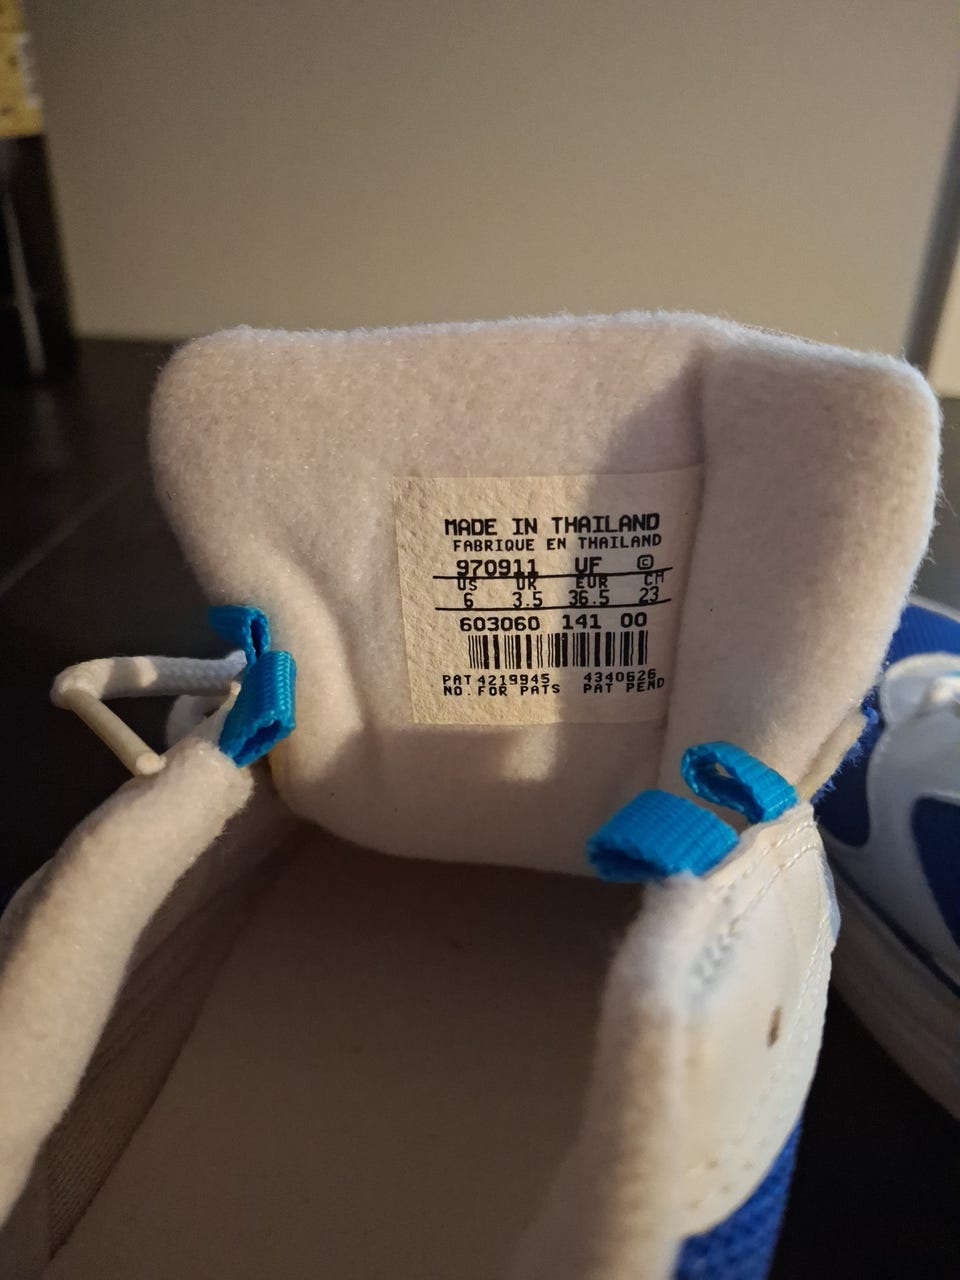 MADE IN THAILAND
FABRIQUE EN THAILAND
970911 UF ©
US UK EUR CM
6 3.5 36.5 23
603060 141 00
PAT 4219945 4340626
NO.FOR PATS PAT PEND